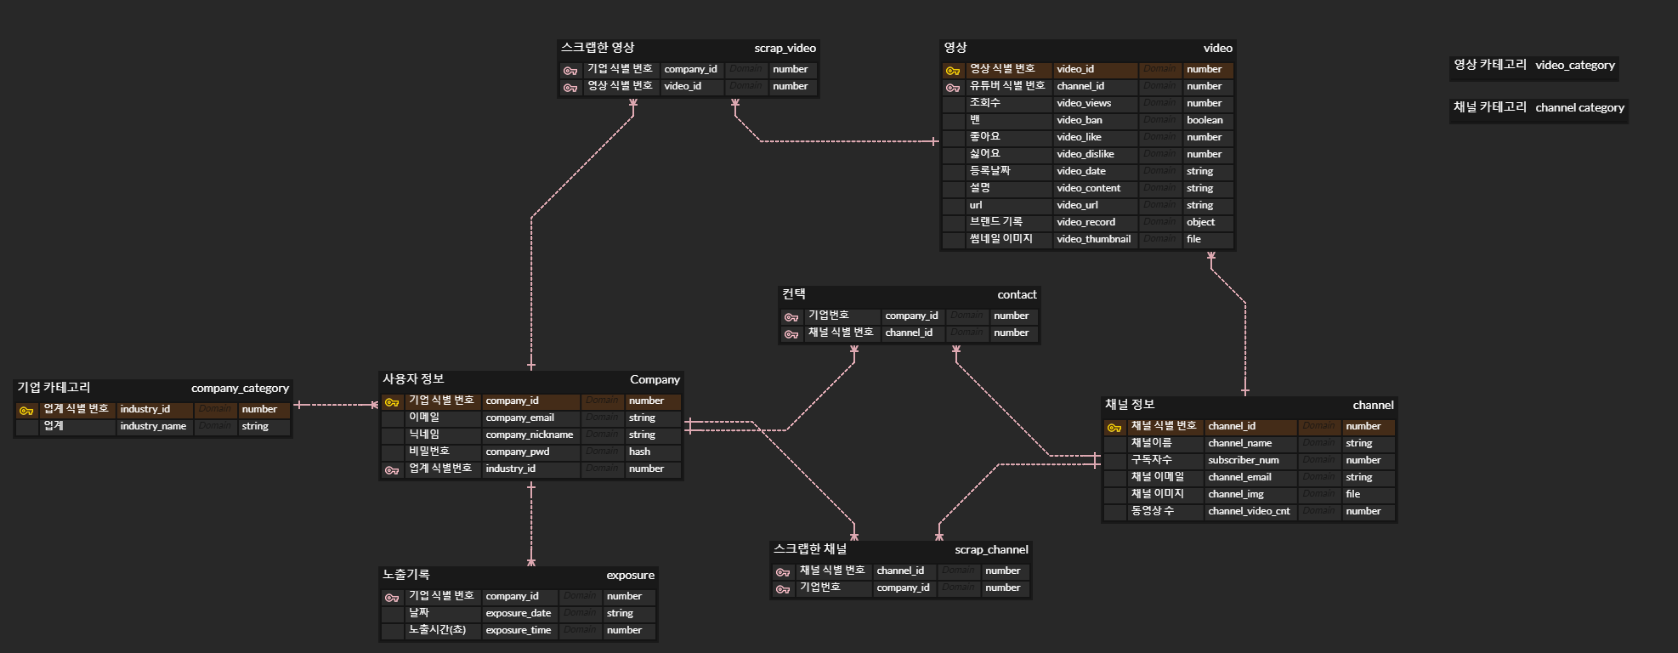 스크랩한 영상 scrap_video
기업 식별 번호 company_id Domain number
영상 식별 번호 video_id Domain number
영상 video
영상 식별 번호 video_id Domain number
유튜버 식별 번호 channel_id Domain number
조회수 video_views Domain number
밴 video_ban Domain boolean
좋아요 video_like Domain number
싫어요 video_dislike Domain number
등록날짜 video_date Domain string
설명 video_content Domain string
url video_url Domain string
브랜드 기록 video_record Domain object
썸네일 이미지 video_thumbnail Domain file
영상 카테고리 video_category
채널 카테고리 channel category
컨택 contact
기업번호 company_id Domain number
채널 식별 번호 channel_id Domain number
기업 카테고리 company_category
업계 식별 번호 industry_id Domain number
업계 industry_name Domain string
사용자 정보 Company
기업 식별 번호 company_id Domain number
이메일 company_email Domain string
닉네임 company_nickname Domain string
비밀번호 company_pwd Domain hash
업계 식별번호 industry_id Domain number
채널 정보 channel
채널 식별 번호 channel_id Domain number
채널이름 channel_name Domain string
구독자수 subscriber_num Domain number
채널 이메일 channel_email Domain string
채널 이미지 channel_img Domain file
동영상 수 channel_video_cnt Domain number
스크랩한 채널 scrap_channel
채널 식별 번호 channel_id Domain number
기업번호 company_id Domain number
노출기록 exposure
기업 식별 번호 company_id Domain number
날짜 exposure_date Domain string
노출시간(초) exposure_time Domain number